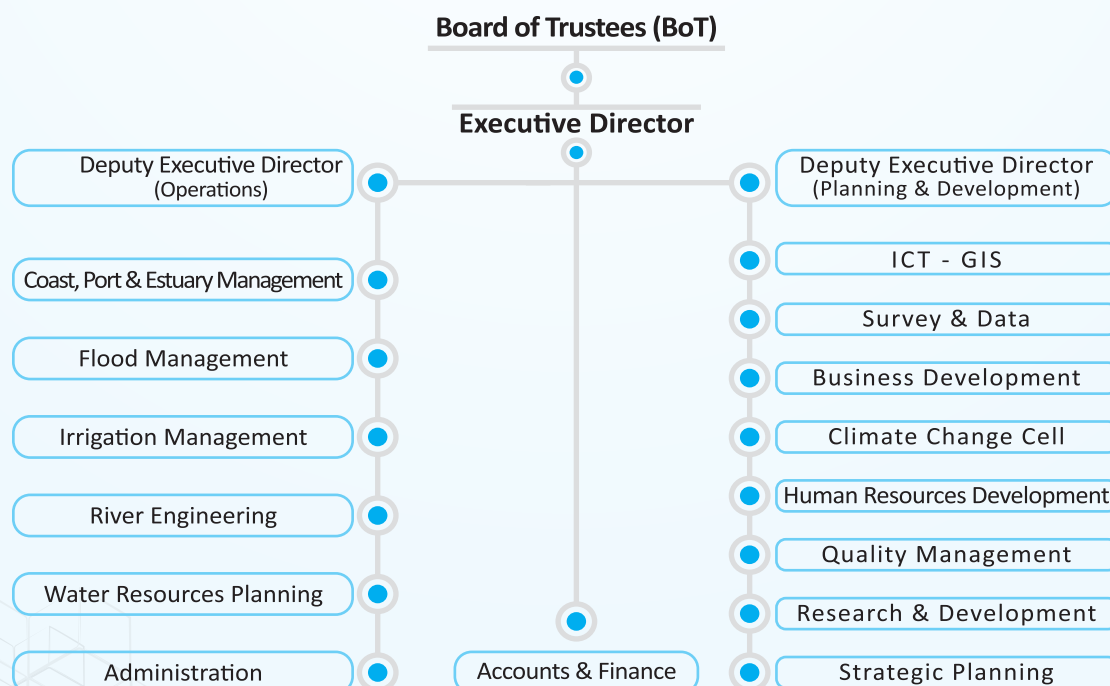 Board of Trustees (BoT)
Executive Director
Deputy Executive Director
(Operations)
Coast, Port & Estuary Management
Flood Management
Irrigation Management
River Engineering
Water Resources Planning
Administration
Accounts & Finance
Deputy Executive Director
(Planning & Development)
ICT - GIS
Survey & Data
Business Development
Climate Change Cell
Human Resources Development
Quality Management
Research & Development
Strategic Planning